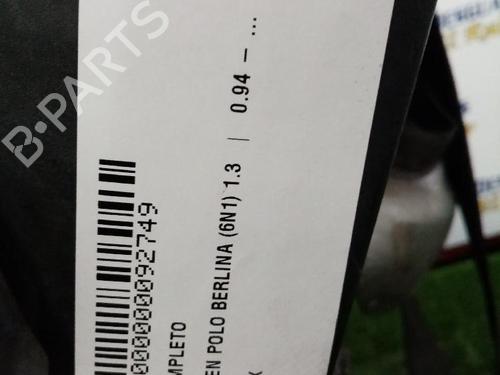 B-PARTS
0000000092749
MPLETO
EN POLO BERLINA (6N1) 1.3 | 0.94 – ...